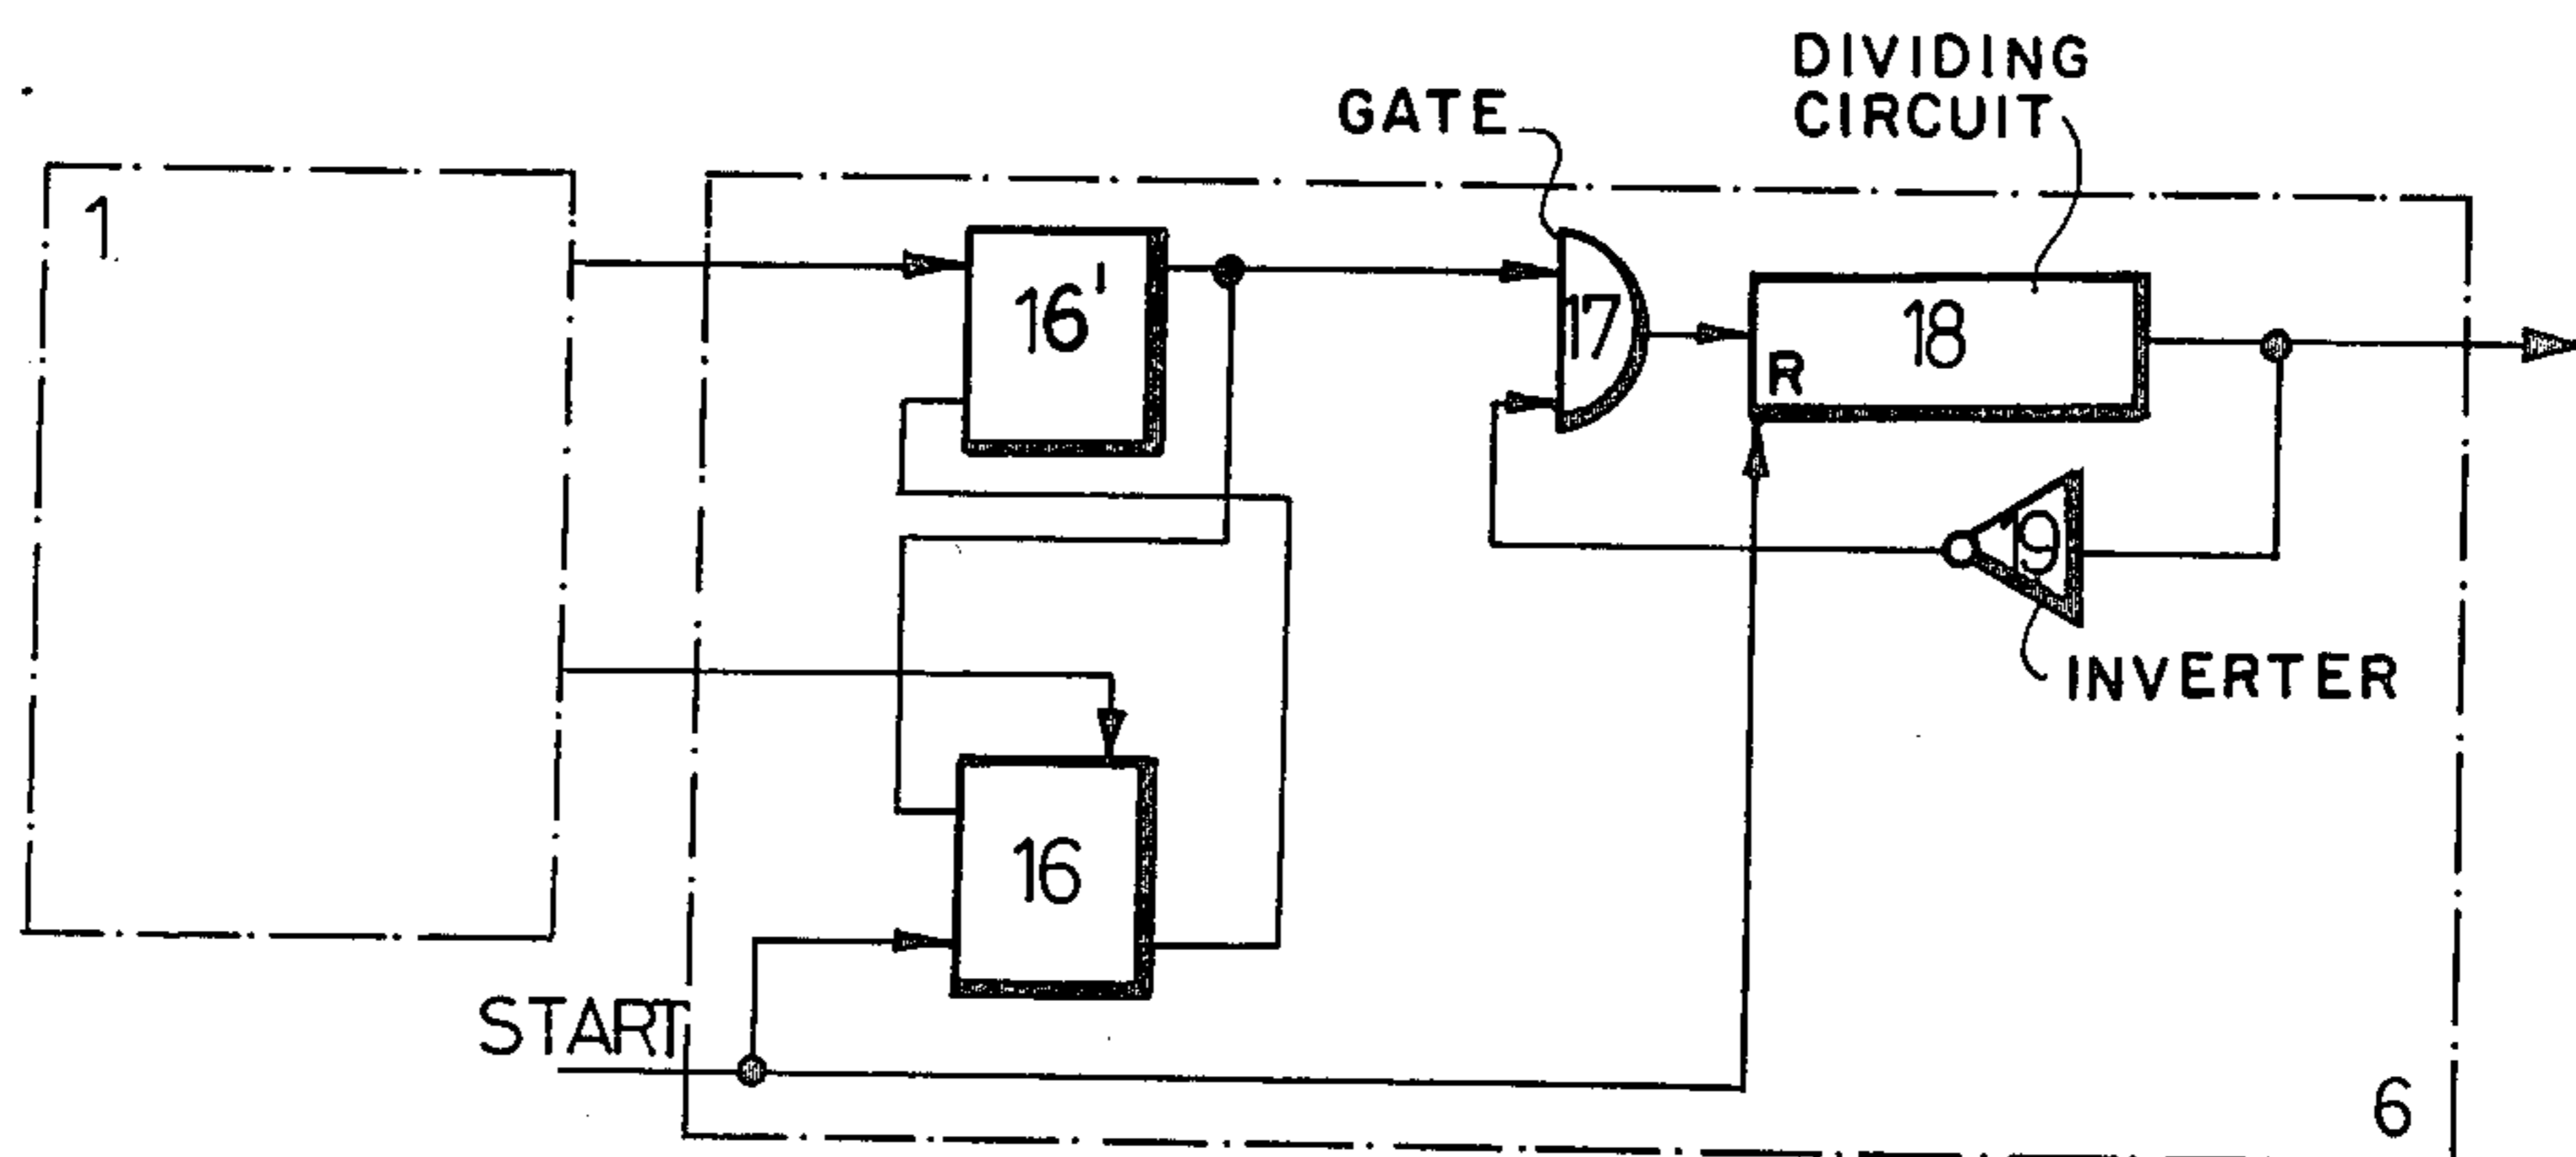 DIVIDING
CIRCUIT
GATE
1
16'
17
18
R
19
INVERTER
16
START
6